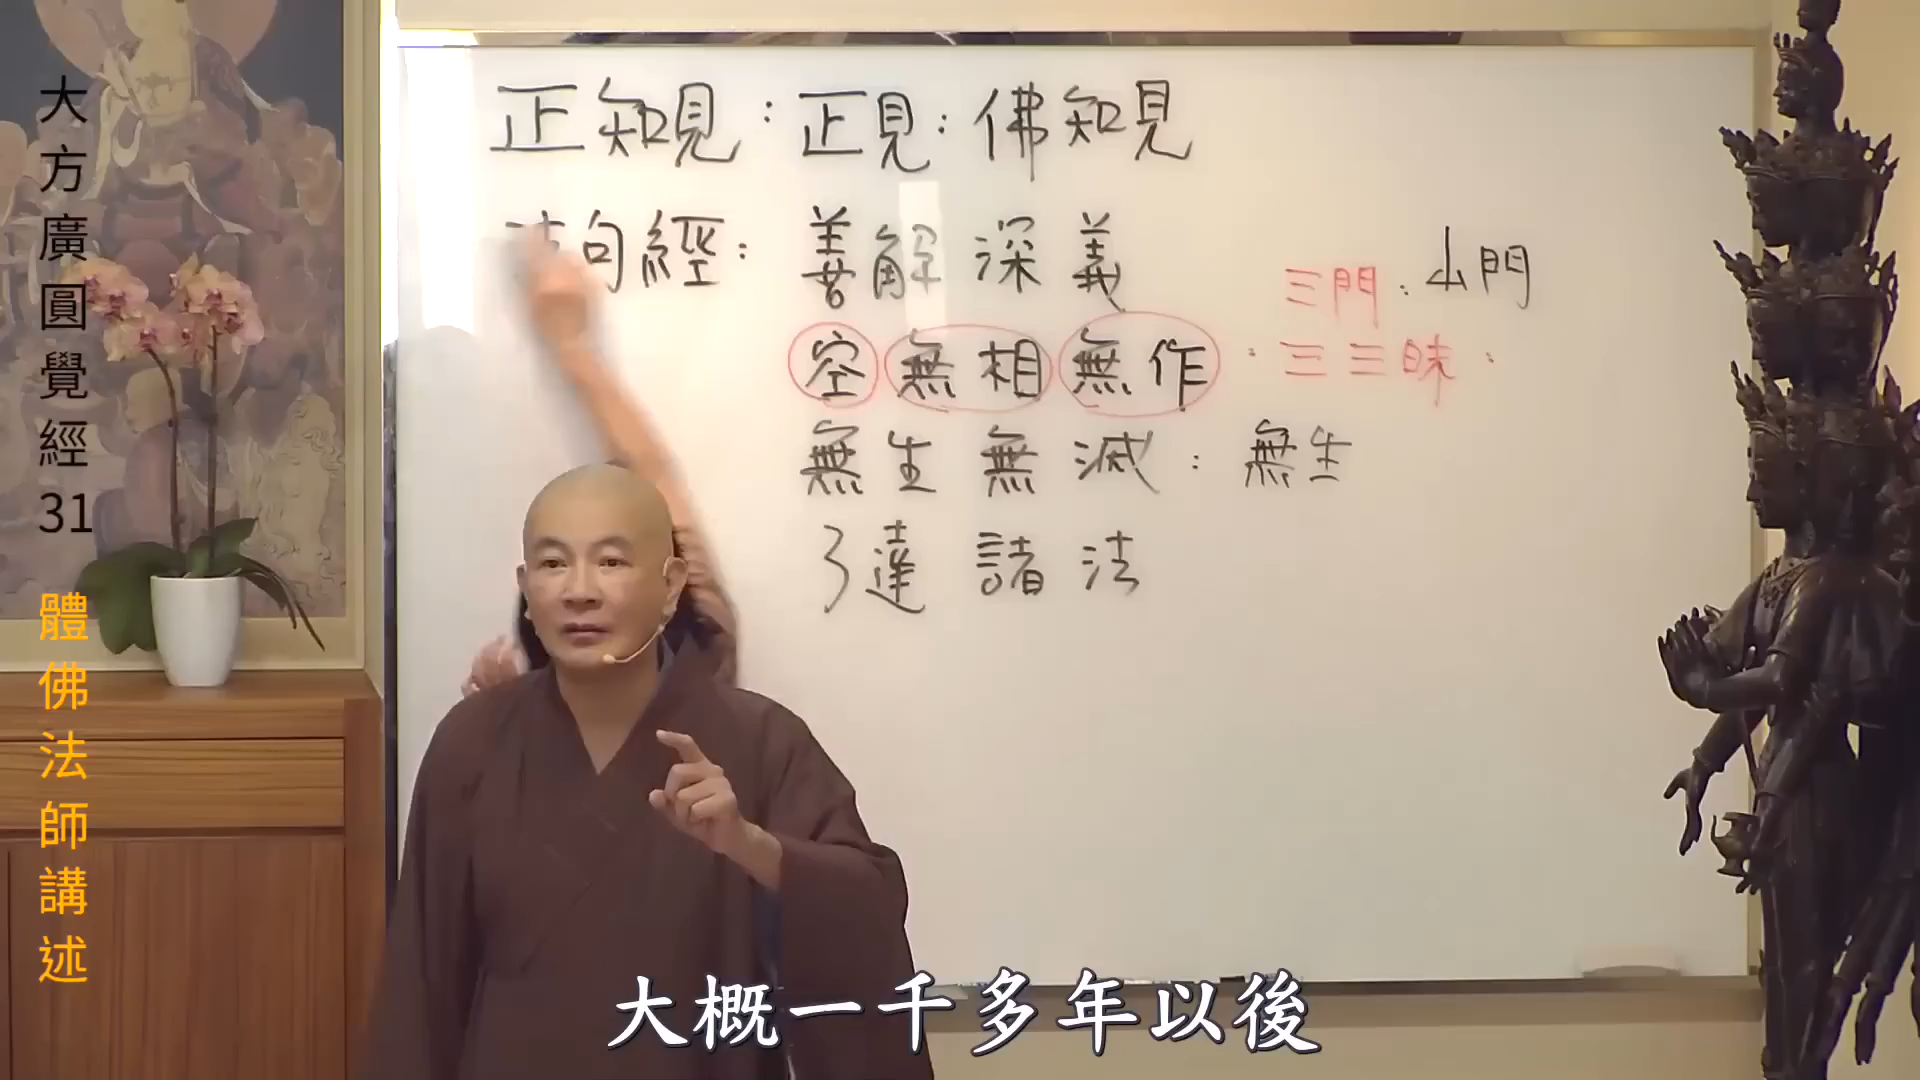 大方廣圓覺經31
體佛法師講述
正知見：正見：佛知見
句經：善解深義
三門：山門
空 無相 無作：三三昧：
無生無滅：無生
了達諸法
大概一千多年以後